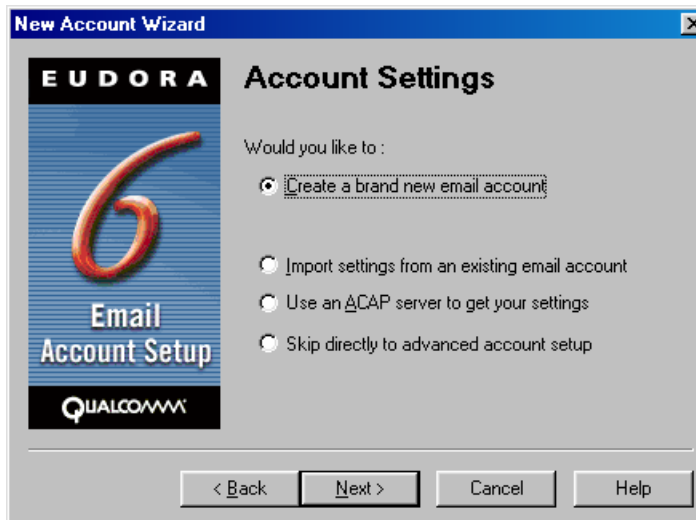 New Account Wizard
EUDORA
6
Email
Account Setup
QUALCOMM
Account Settings
Would you like to :
Create a brand new email account
Import settings from an existing email account
Use an ACAP server to get your settings
Skip directly to advanced account setup
< Back
Next >
Cancel
Help